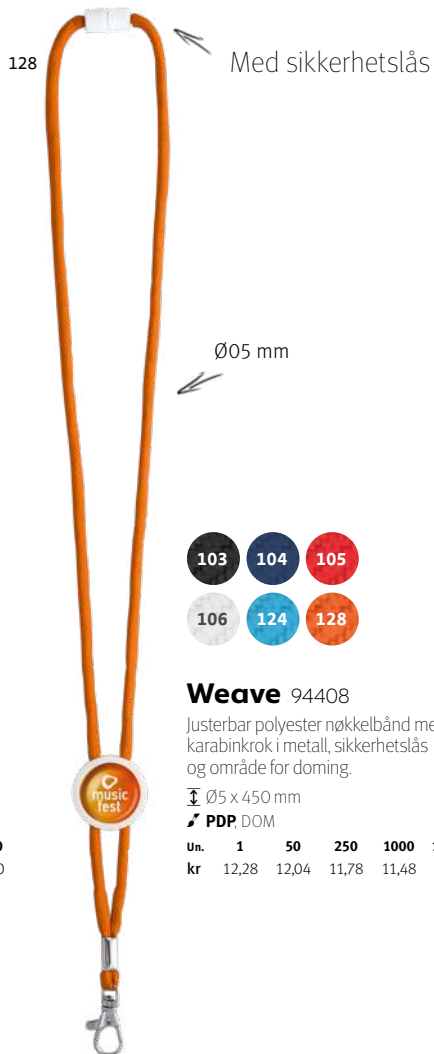 128
Med sikkerhetslås
Ø05 mm
103 104 105
106 124 128
Weave 94408
Justerbar polyester nøkkelbånd
karabinkrok i metall, sikkerhetslås
og område for doming.
Ø5 x 450 mm
PDP, DOM
Un. 1 50 250 1000
kr 12,28 12,04 11,78 11,48
music
fest